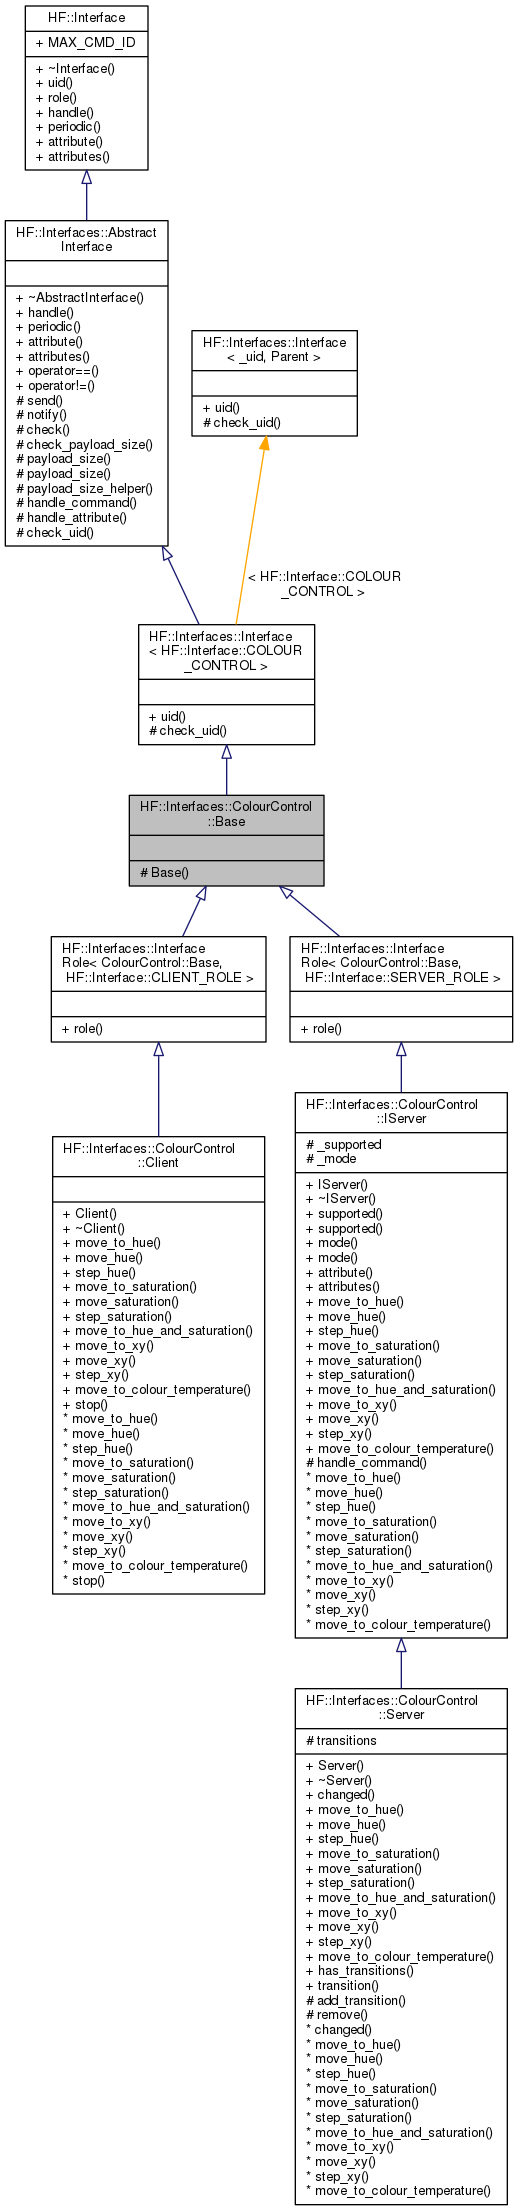 HF::Interface
+ MAX_CMD_ID
+ ~Interface()
+ uid()
+ role()
+ handle()
+ periodic()
+ attribute()
+ attributes()
HF::Interfaces::Abstract
Interface
+ ~AbstractInterface()
+ handle()
+ periodic()
+ attribute()
+ attributes()
+ operator==()
+ operator!=()
# send()
# notify()
# check()
# check_payload_size()
# payload_size()
# payload_size()
# payload_size_helper()
# handle_command()
# handle_attribute()
# check_uid()
HF::Interfaces::Interface
< _uid, Parent >
+ uid()
# check_uid()
< HF::Interface::COLOUR
_CONTROL >
HF::Interfaces::Interface
< HF::Interface::COLOUR
_CONTROL >
+ uid()
# check_uid()
HF::Interfaces::ColourControl
::Base
# Base()
HF::Interfaces::Interface
Role< ColourControl::Base,
HF::Interface::CLIENT_ROLE >
+ role()
HF::Interfaces::Interface
Role< ColourControl::Base,
HF::Interface::SERVER_ROLE >
+ role()
HF::Interfaces::ColourControl
::Client
+ Client()
+ ~Client()
+ move_to_hue()
+ move_hue()
+ step_hue()
+ move_to_saturation()
+ move_saturation()
+ step_saturation()
+ move_to_hue_and_saturation()
+ move_to_xy()
+ move_xy()
+ step_xy()
+ move_to_colour_temperature()
+ stop()
* move_to_hue()
* move_hue()
* step_hue()
* move_to_saturation()
* move_saturation()
* step_saturation()
* move_to_hue_and_saturation()
* move_to_xy()
* move_xy()
* step_xy()
* move_to_colour_temperature()
* stop()
HF::Interfaces::ColourControl
::IServer
# _supported
# _mode
+ IServer()
+ ~IServer()
+ supported()
+ supported()
+ mode()
+ mode()
+ attribute()
+ attributes()
+ move_to_hue()
+ move_hue()
+ step_hue()
+ move_to_saturation()
+ move_saturation()
+ step_saturation()
+ move_to_hue_and_saturation()
+ move_to_xy()
+ move_xy()
+ step_xy()
+ move_to_colour_temperature()
# handle_command()
* move_to_hue()
* move_hue()
* step_hue()
* move_to_saturation()
* move_saturation()
* step_saturation()
* move_to_hue_and_saturation()
* move_to_xy()
* move_xy()
* step_xy()
* move_to_colour_temperature()
HF::Interfaces::ColourControl
::Server
# transitions
+ Server()
+ ~Server()
+ changed()
+ move_to_hue()
+ move_hue()
+ step_hue()
+ move_to_saturation()
+ move_saturation()
+ step_saturation()
+ move_to_hue_and_saturation()
+ move_to_xy()
+ move_xy()
+ step_xy()
+ move_to_colour_temperature()
+ has_transitions()
+ transition()
# add_transition()
# remove()
* changed()
* move_to_hue()
* move_hue()
* step_hue()
* move_to_saturation()
* move_saturation()
* step_saturation()
* move_to_hue_and_saturation()
* move_to_xy()
* move_xy()
* step_xy()
* move_to_colour_temperature()